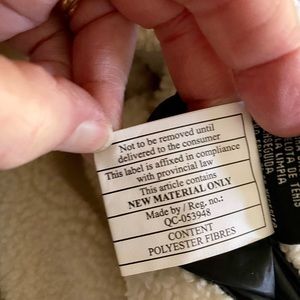 Not to be removed until
delivered to the consumer
This label is affixed in compliance
with provincial law
This article contains
NEW MATERIAL ONLY
Made by / Reg. no.:
QC-053948
CONTENT
POLYESTER FIBRES